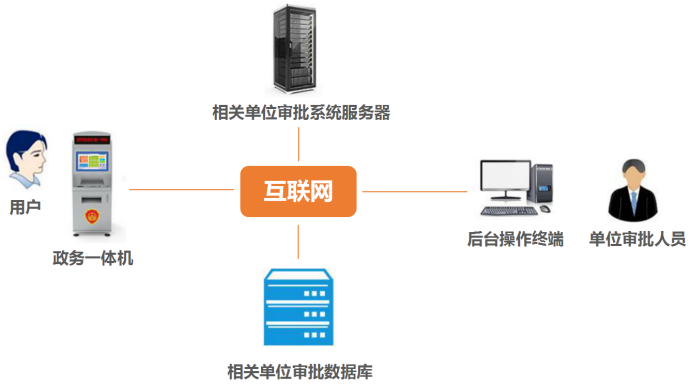 相关单位审批系统服务器
互联网
用户
政务一体机
后台操作终端
单位审批人员
相关单位审批数据库